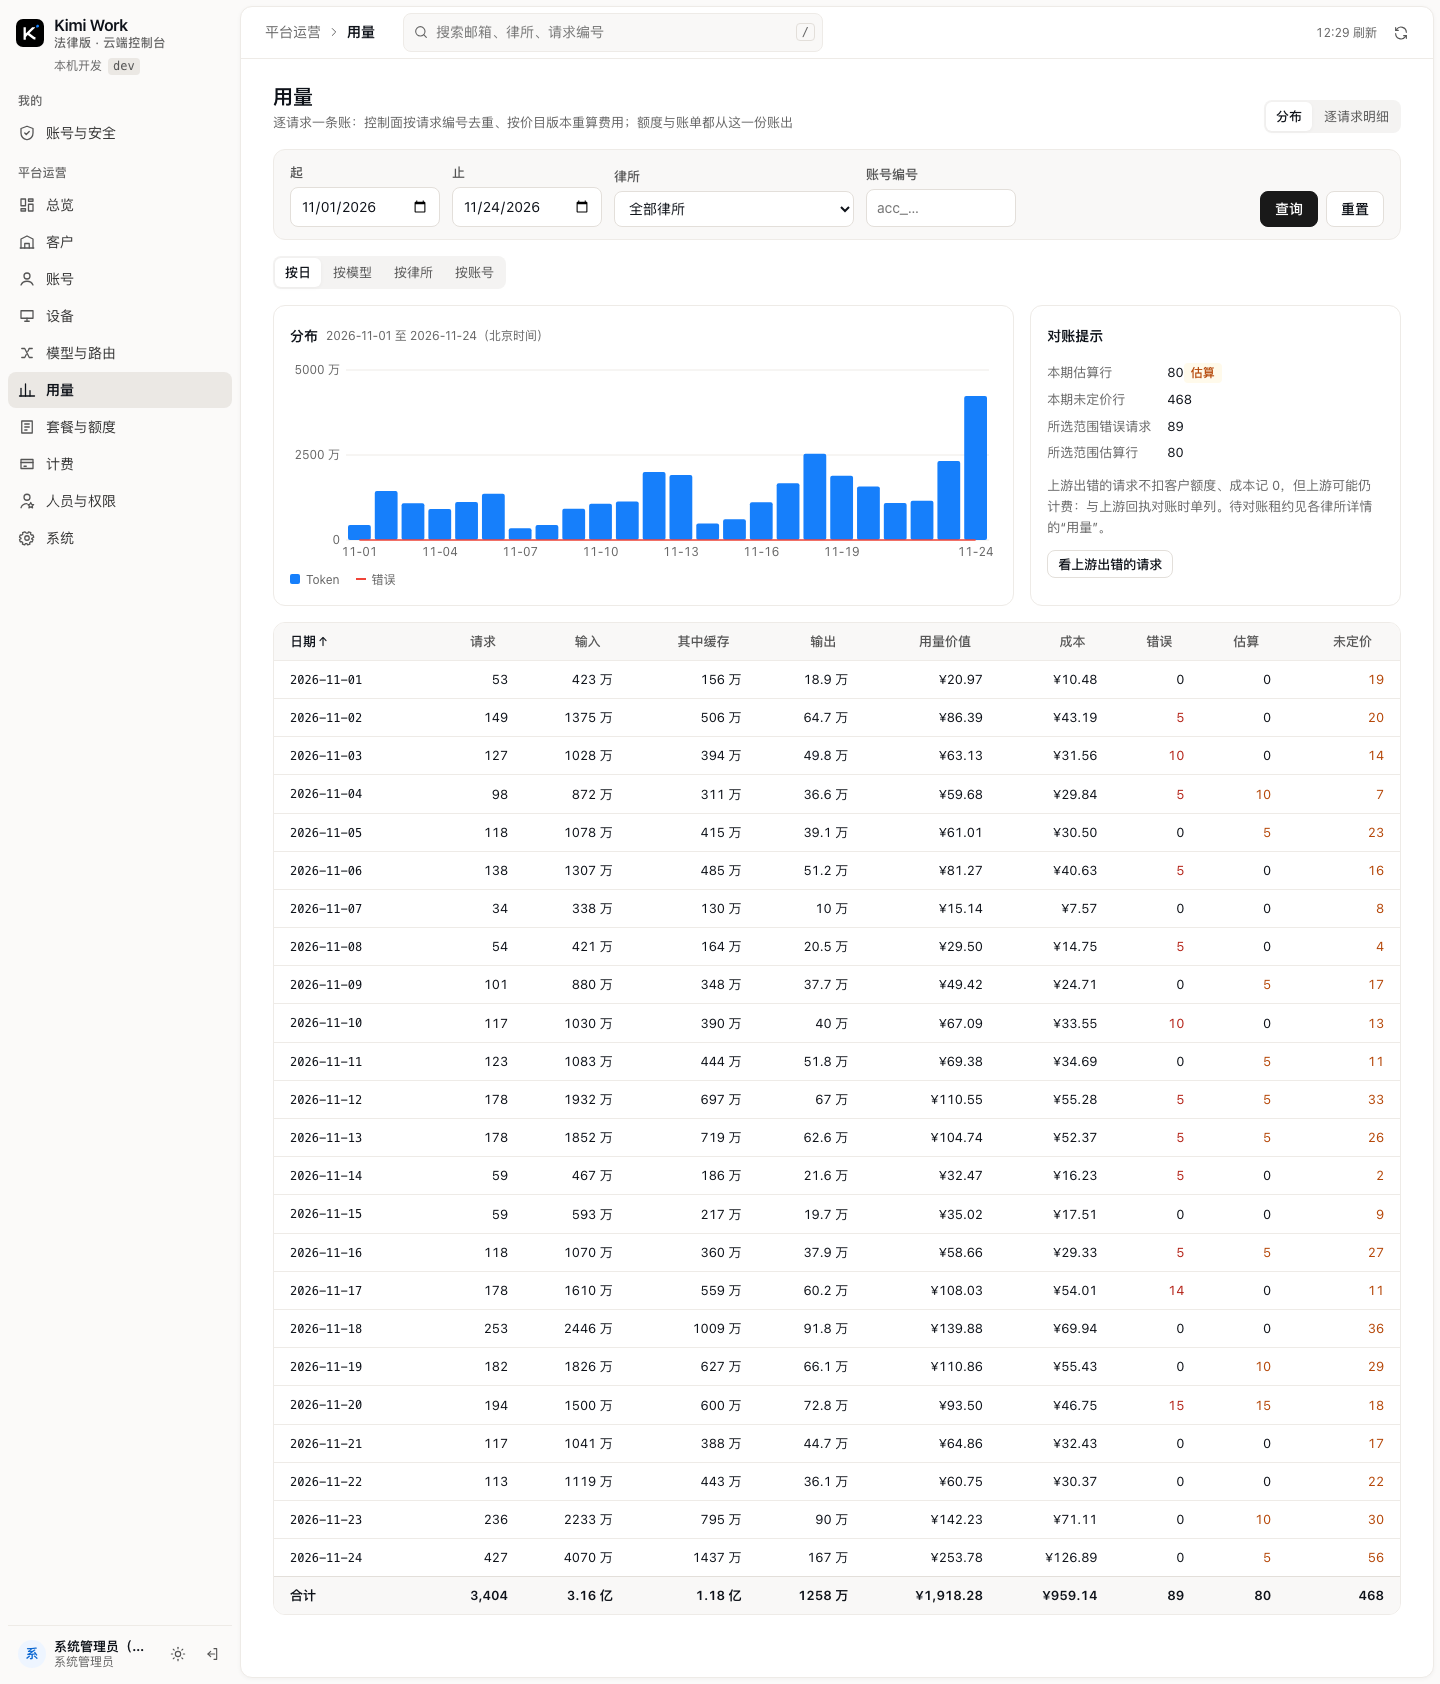 Kimi Work
法律版 · 云端控制台
本机开发 dev
我的
账号与安全
平台运营
总览
客户
账号
设备
模型与路由
用量
套餐与额度
计费
人员与权限
系统
系 系统管理员（...
系统管理员
平台运营 > 用量
搜索邮箱、律所、请求编号 /
12:29 刷新
用量
逐请求一条账：控制面按请求编号去重、按价目版本重算费用；额度与账单都从这一份账出
分布 逐请求明细
起 止 律所 账号编号
11/01/2026 11/24/2026 全部律所 acc_... 查询 重置
按日 按模型 按律所 按账号
分布 2026-11-01 至 2026-11-24（北京时间）
5000 万
2500 万
0
11-01 11-04 11-07 11-10 11-13 11-16 11-19 11-24
Token 错误
对账提示
本期估算行 80 估算
本期未定价行 468
所选范围错误请求 89
所选范围估算行 80
上游出错的请求不扣客户额度、成本记 0，但上游可能仍
计费：与上游回执对账时单列。待对账租约见各律所详情
的“用量”。
看上游出错的请求
日期↑ 请求 输入 其中缓存 输出 用量价值 成本 错误 估算 未定价
2026-11-01 53 423 万 156 万 18.9 万 ¥20.97 ¥10.48 0 0 19
2026-11-02 149 1375 万 506 万 64.7 万 ¥86.39 ¥43.19 5 0 20
2026-11-03 127 1028 万 394 万 49.8 万 ¥63.13 ¥31.56 10 0 14
2026-11-04 98 872 万 311 万 36.6 万 ¥59.68 ¥29.84 5 10 7
2026-11-05 118 1078 万 415 万 39.1 万 ¥61.01 ¥30.50 0 5 23
2026-11-06 138 1307 万 485 万 51.2 万 ¥81.27 ¥40.63 5 0 16
2026-11-07 34 338 万 130 万 10 万 ¥15.14 ¥7.57 0 0 8
2026-11-08 54 421 万 164 万 20.5 万 ¥29.50 ¥14.75 5 0 4
2026-11-09 101 880 万 348 万 37.7 万 ¥49.42 ¥24.71 0 5 17
2026-11-10 117 1030 万 390 万 40 万 ¥67.09 ¥33.55 10 0 13
2026-11-11 123 1083 万 444 万 51.8 万 ¥69.38 ¥34.69 0 5 11
2026-11-12 178 1932 万 697 万 67 万 ¥110.55 ¥55.28 5 5 33
2026-11-13 178 1852 万 719 万 62.6 万 ¥104.74 ¥52.37 5 5 26
2026-11-14 59 467 万 186 万 21.6 万 ¥32.47 ¥16.23 5 0 2
2026-11-15 59 593 万 217 万 19.7 万 ¥35.02 ¥17.51 0 0 9
2026-11-16 118 1070 万 360 万 37.9 万 ¥58.66 ¥29.33 5 5 27
2026-11-17 178 1610 万 559 万 60.2 万 ¥108.03 ¥54.01 14 0 11
2026-11-18 253 2446 万 1009 万 91.8 万 ¥139.88 ¥69.94 0 0 36
2026-11-19 182 1826 万 627 万 66.1 万 ¥110.86 ¥55.43 0 10 29
2026-11-20 194 1500 万 600 万 72.8 万 ¥93.50 ¥46.75 15 15 18
2026-11-21 117 1041 万 388 万 44.7 万 ¥64.86 ¥32.43 0 0 17
2026-11-22 113 1119 万 443 万 36.1 万 ¥60.75 ¥30.37 0 0 22
2026-11-23 236 2233 万 795 万 90 万 ¥142.23 ¥71.11 0 10 30
2026-11-24 427 4070 万 1437 万 167 万 ¥253.78 ¥126.89 0 5 56
合计 3,404 3.16 亿 1.18 亿 1258 万 ¥1,918.28 ¥959.14 89 80 468